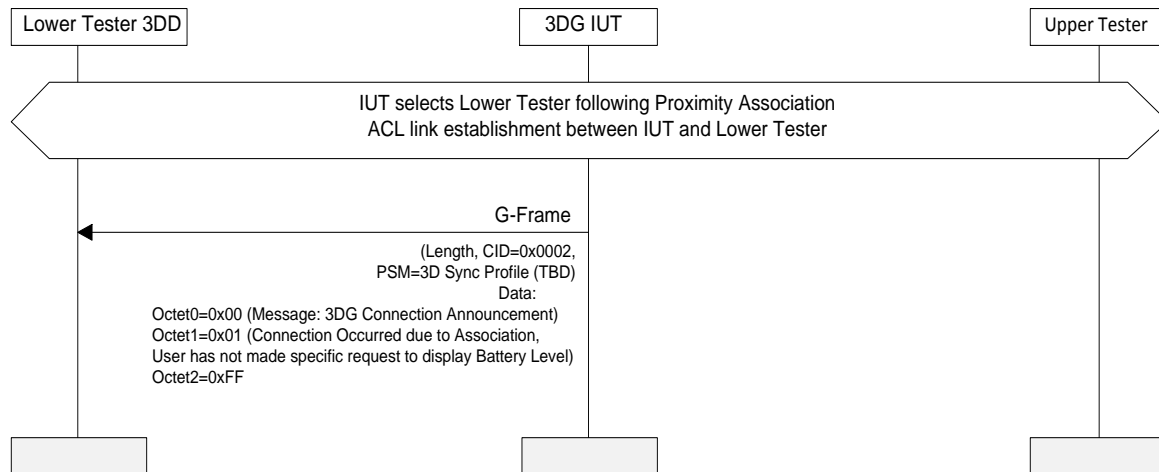 Lower Tester 3DD
3DG IUT
Upper Tester
IUT selects Lower Tester following Proximity Association
ACL link establishment between IUT and Lower Tester
G-Frame
(Length, CID=0x0002,
PSM=3D Sync Profile (TBD)
Data:
Octet0=0x00 (Message: 3DG Connection Announcement)
Octet1=0x01 (Connection Occurred due to Association,
User has not made specific request to display Battery Level)
Octet2=0xFF